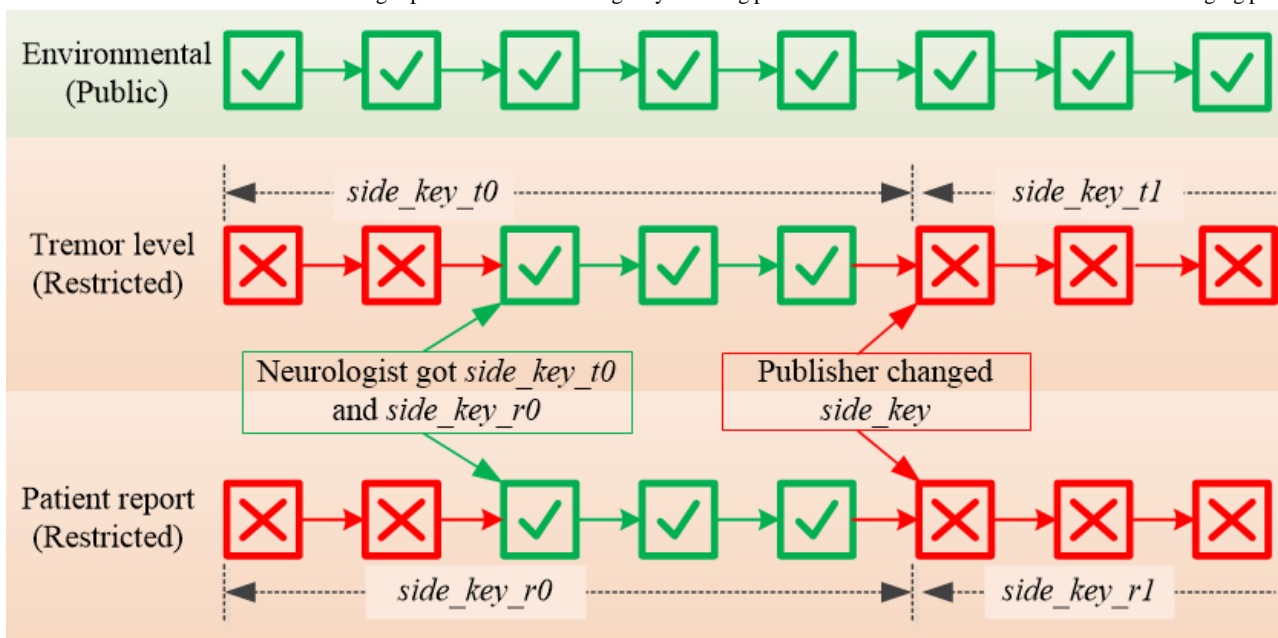 Environmental
(Public)
side_key_t0
side_key_t1
Tremor level
(Restricted)
Neurologist got side_key_t0
and side_key_r0
Publisher changed
side_key
Patient report
(Restricted)
side_key_r0
side_key_r1